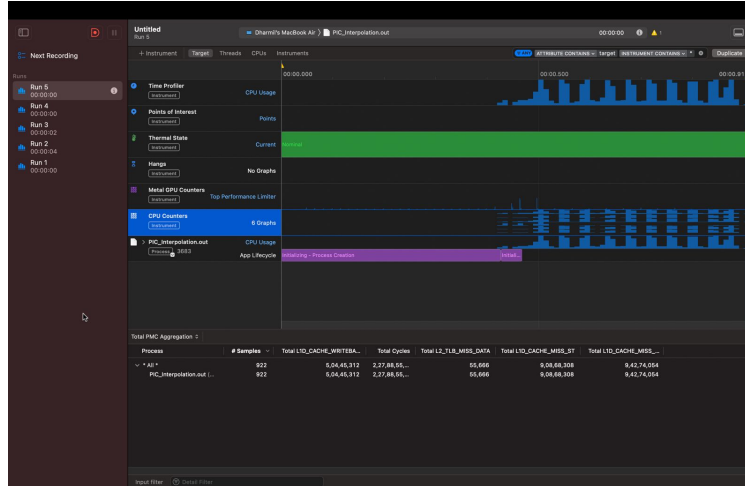 Untitled
Run 5
Dharmil's MacBook Air ⟩ PIC_Interpolation.out
00:00:00
1
Next Recording
Runs
Run 5
00:00:00
Run 4
00:00:00
Run 3
00:00:02
Run 2
00:00:04
Run 1
00:00:00
+ Instrument Target Threads CPUs Instruments
ATTRIBUTE CONTAINS target INSTRUMENT CONTAINS Duplicate
00:00.000 00:00.500 00:00.91
Time Profiler
Instrument
CPU Usage
Points of Interest
Instrument
Points
Thermal State
Instrument
Current
Nominal
Hangs
Instrument
No Graphs
Metal GPU Counters
Instrument
Top Performance Limiter
CPU Counters
Instrument
6 Graphs
PIC_Interpolation.out
Process 3683
CPU Usage
App Lifecycle
Initializing - Process Creation
Initiali...
Total PMC Aggregation
Process # Samples Total L1D_CACHE_WRITEBA... Total Cycles Total L2_TLB_MISS_DATA Total L1D_CACHE_MISS_ST Total L1D_CACHE_MISS_...
* All * 922 5,04,45,312 2,27,88,55,... 55,666 9,08,68,308 9,42,74,054
PIC_Interpolation.out (... 922 5,04,45,312 2,27,88,55,... 55,666 9,08,68,308 9,42,74,054
Input filter Detail Filter